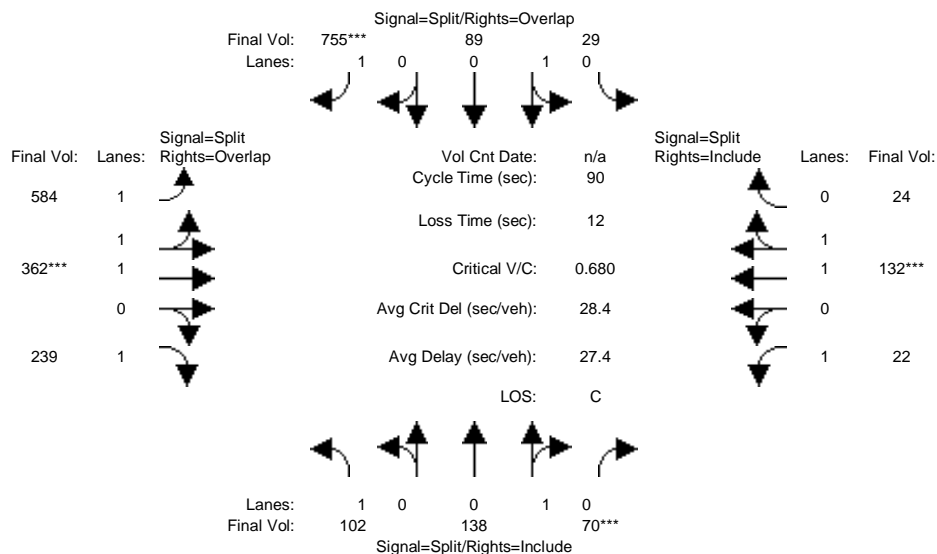 Signal=Split/Rights=Overlap
Final Vol: 755*** 89 29
Lanes: 1 0 0 1 0
Signal=Split
Final Vol: Lanes: Rights=Overlap
Vol Cnt Date: n/a
Signal=Split
Rights=Include Lanes: Final Vol:
Cycle Time (sec): 90
584 1
0 24
Loss Time (sec): 12
1
1
362*** 1 Critical V/C: 0.680 1 132***
0 Avg Crit Del (sec/veh): 28.4 0
239 1 Avg Delay (sec/veh): 27.4 1 22
LOS: C
Lanes: 1 0 0 1 0
Final Vol: 102 138 70***
Signal=Split/Rights=Include